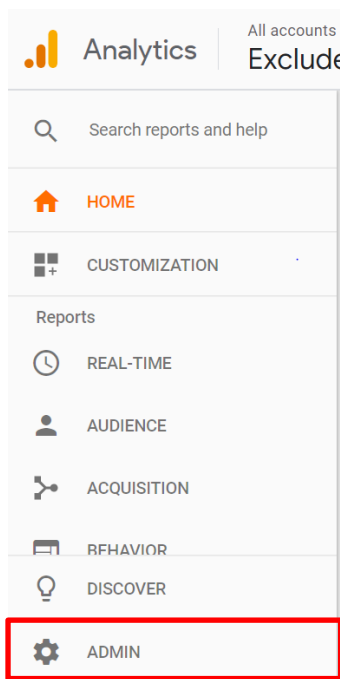 All accounts
Analytics
Exclude
Search reports and help
HOME
CUSTOMIZATION
Reports
REAL-TIME
AUDIENCE
ACQUISITION
BEHAVIOR
DISCOVER
ADMIN